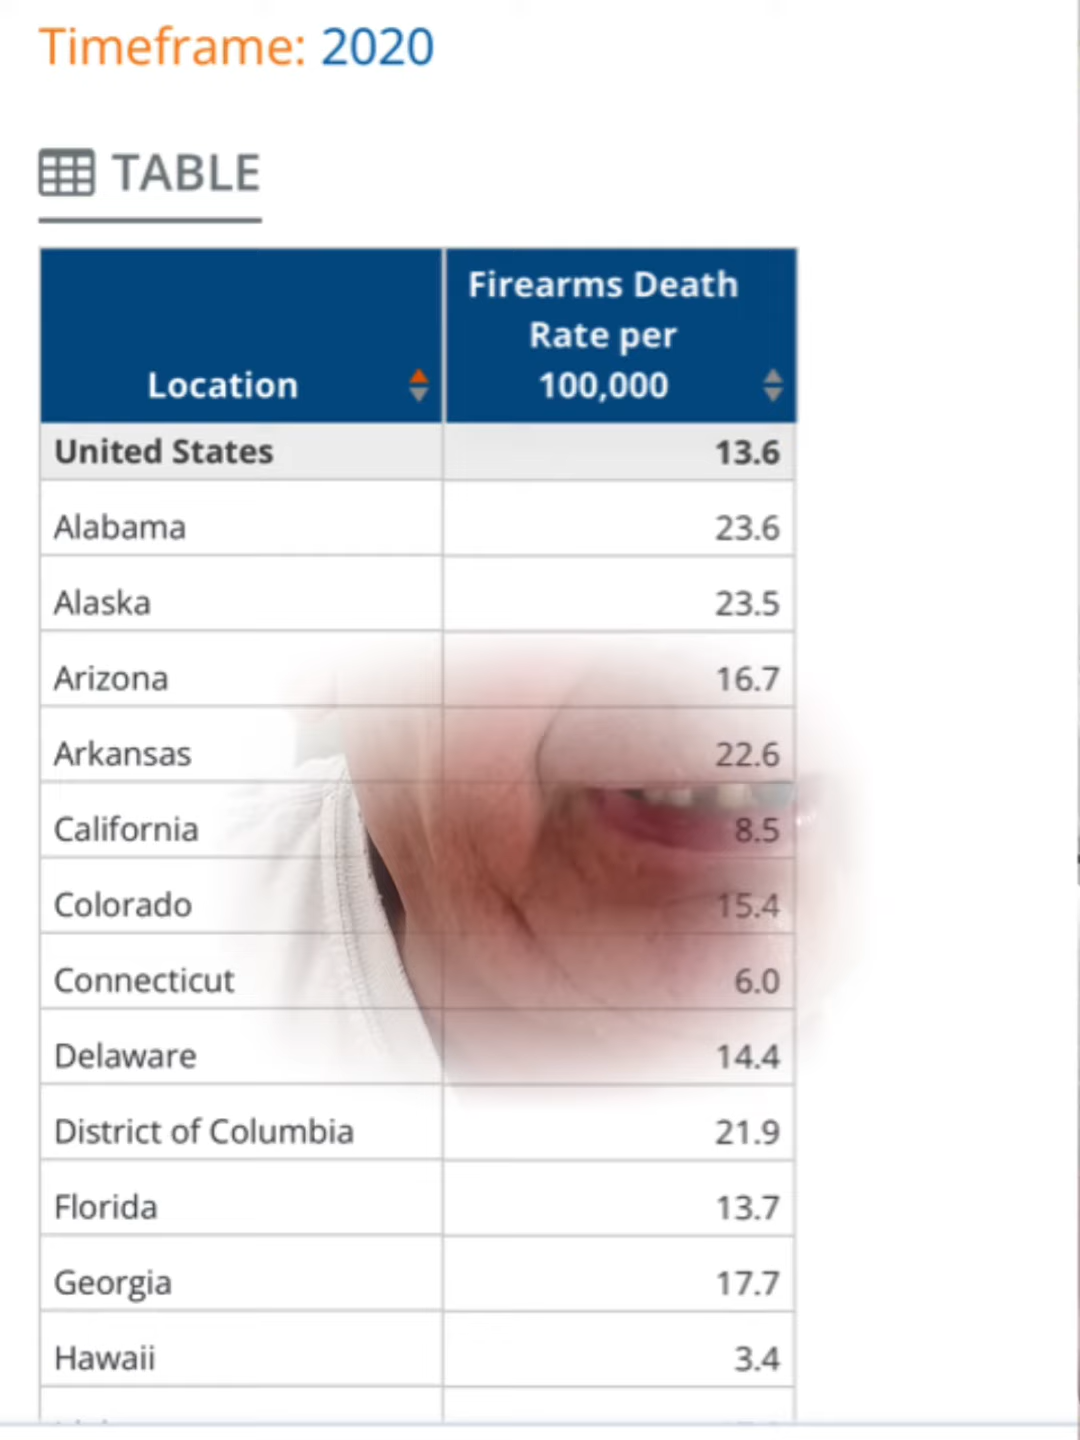 Timeframe: 2020
TABLE
Firearms Death
Rate per
Location 100,000
United States 13.6
Alabama 23.6
Alaska 23.5
Arizona 16.7
Arkansas 22.6
California 8.5
Colorado 15.4
Connecticut 6.0
Delaware 14.4
District of Columbia 21.9
Florida 13.7
Georgia 17.7
Hawaii 3.4